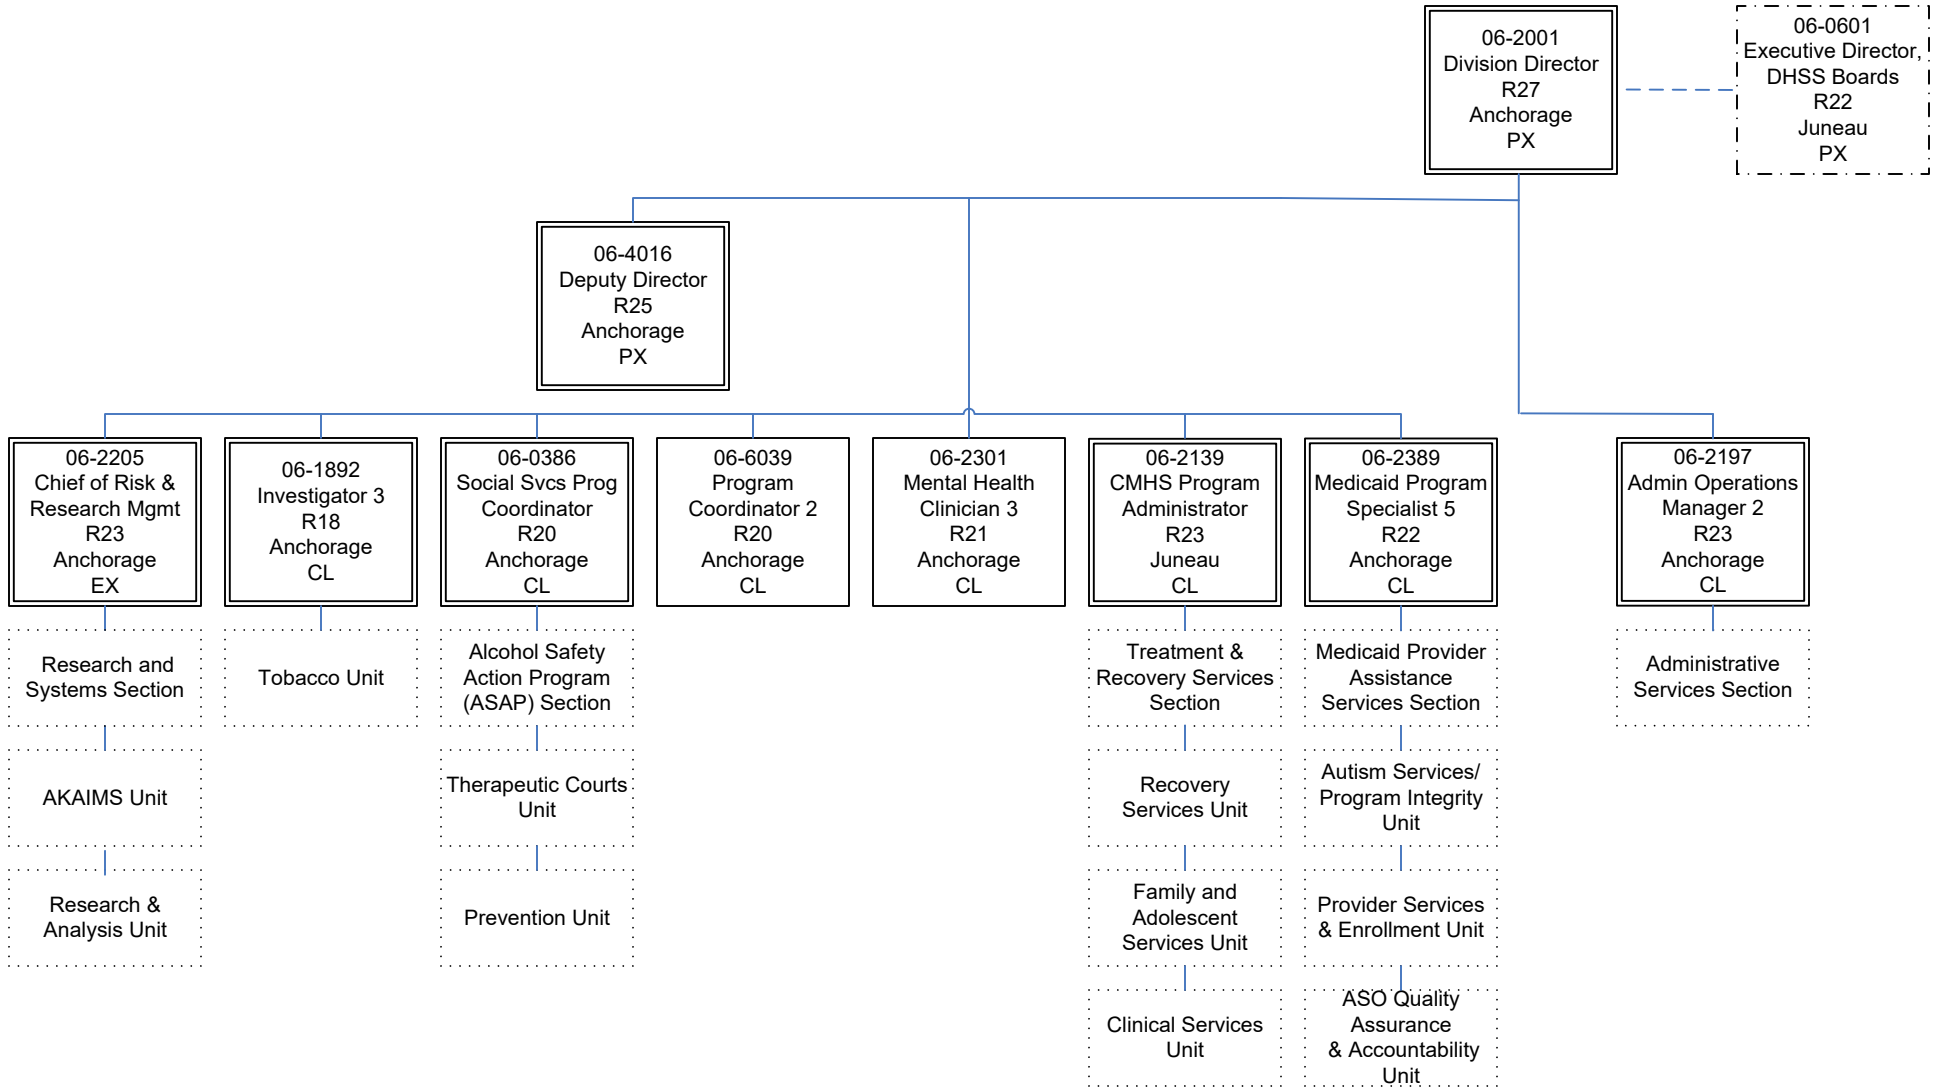 06-2001
Division Director
R27
Anchorage
PX
06-0601
Executive Director,
DHSS Boards
R22
Juneau
PX
06-4016
Deputy Director
R25
Anchorage
PX
06-2205
Chief of Risk &
Research Mgmt
R23
Anchorage
EX
06-1892
Investigator 3
R18
Anchorage
CL
06-0386
Social Svcs Prog
Coordinator
R20
Anchorage
CL
06-6039
Program
Coordinator 2
R20
Anchorage
CL
06-2301
Mental Health
Clinician 3
R21
Anchorage
CL
06-2139
CMHS Program
Administrator
R23
Juneau
CL
06-2389
Medicaid Program
Specialist 5
R22
Anchorage
CL
06-2197
Admin Operations
Manager 2
R23
Anchorage
CL
Research and
Systems Section
Tobacco Unit
Alcohol Safety
Action Program
(ASAP) Section
Treatment &
Recovery Services
Section
Medicaid Provider
Assistance
Services Section
Administrative
Services Section
AKAIMS Unit
Therapeutic Courts
Unit
Recovery
Services Unit
Autism Services/
Program Integrity
Unit
Research &
Analysis Unit
Prevention Unit
Family and
Adolescent
Services Unit
Provider Services
& Enrollment Unit
Clinical Services
Unit
ASO Quality
Assurance
& Accountability
Unit